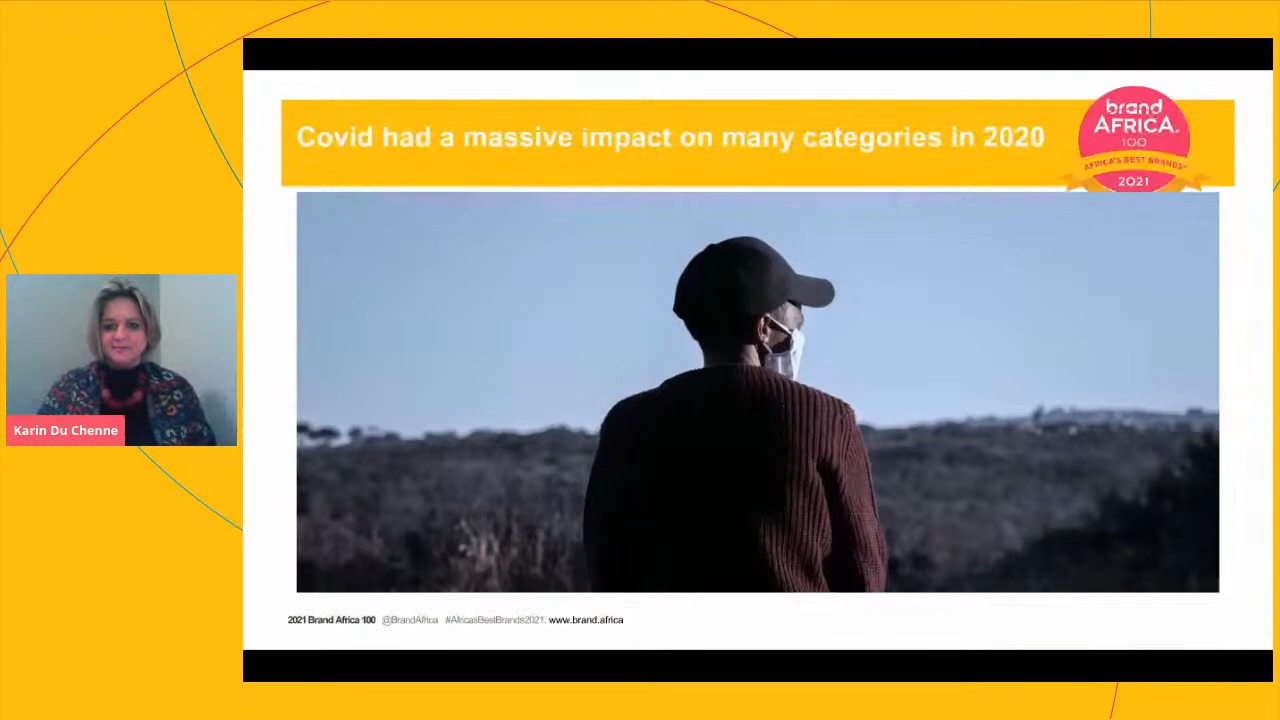 Covid had a massive impact on many categories in 2020
brand
AFRICA.
100
AFRICA'S BEST BRANDS™
2021
Karin Du Chenne
2021 Brand Africa 100 @BrandAfrica #AfricasBestBrands2021. www.brand.africa